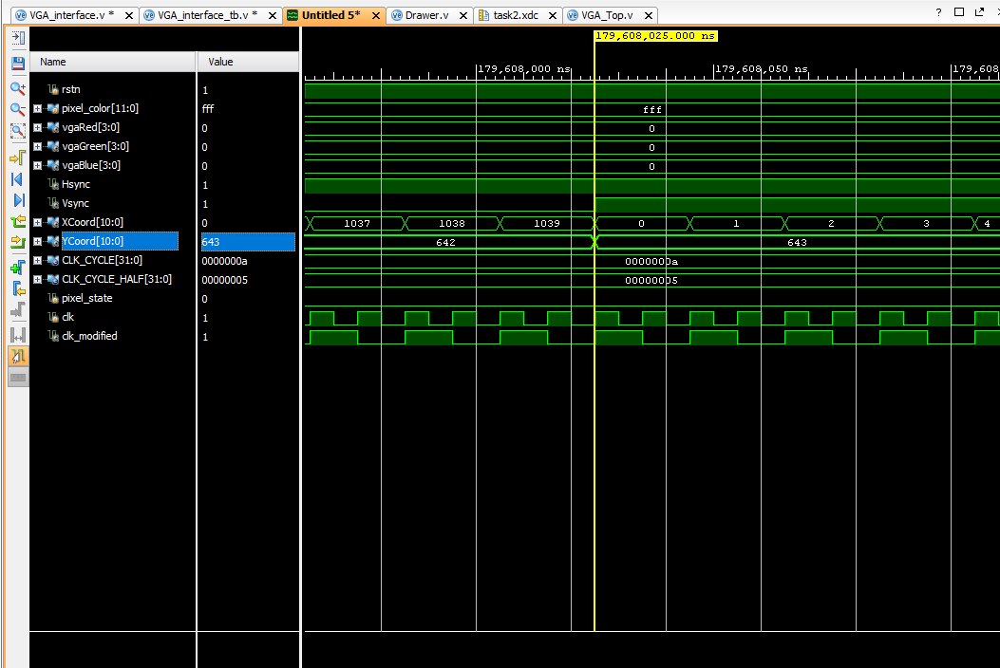 VGA_interface.v * VGA_interface_tb.v * Untitled 5* Drawer.v task2.xdc VGA_Top.v ?
179,608,025.000 ns
Name Value 179,608,000 ns 179,608,050 ns 179,608
rstn 1
pixel_color[11:0] fff fff
vgaRed[3:0] 0 0
vgaGreen[3:0] 0 0
vgaBlue[3:0] 0 0
Hsync 1
Vsync 1
XCoord[10:0] 0 1037 1038 1039 0 1 2 3 4
YCoord[10:0] 643 642 643
CLK_CYCLE[31:0] 0000000a 0000000a
CLK_CYCLE_HALF[31:0] 00000005 00000005
pixel_state 0
clk 1
clk_modified 1